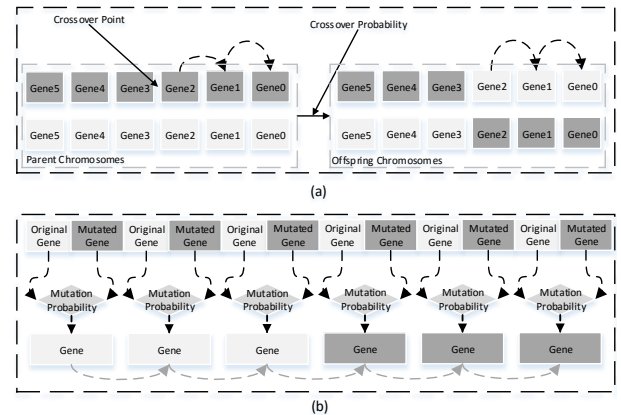 Crossover Point
Crossover Probability
Gene5 Gene4 Gene3 Gene2 Gene1 Gene0 Gene5 Gene4 Gene3 Gene2 Gene1 Gene0
Gene5 Gene4 Gene3 Gene2 Gene1 Gene0 Gene5 Gene4 Gene3 Gene2 Gene1 Gene0
Parent Chromosomes Offspring Chromosomes
(a)
Original Mutated Original Mutated Original Mutated Original Mutated Original Mutated Original Mutated
Gene Gene Gene Gene Gene Gene Gene Gene Gene Gene Gene Gene
Mutation Mutation Mutation Mutation Mutation Mutation
Probability Probability Probability Probability Probability Probability
Gene Gene Gene Gene Gene Gene
(b)